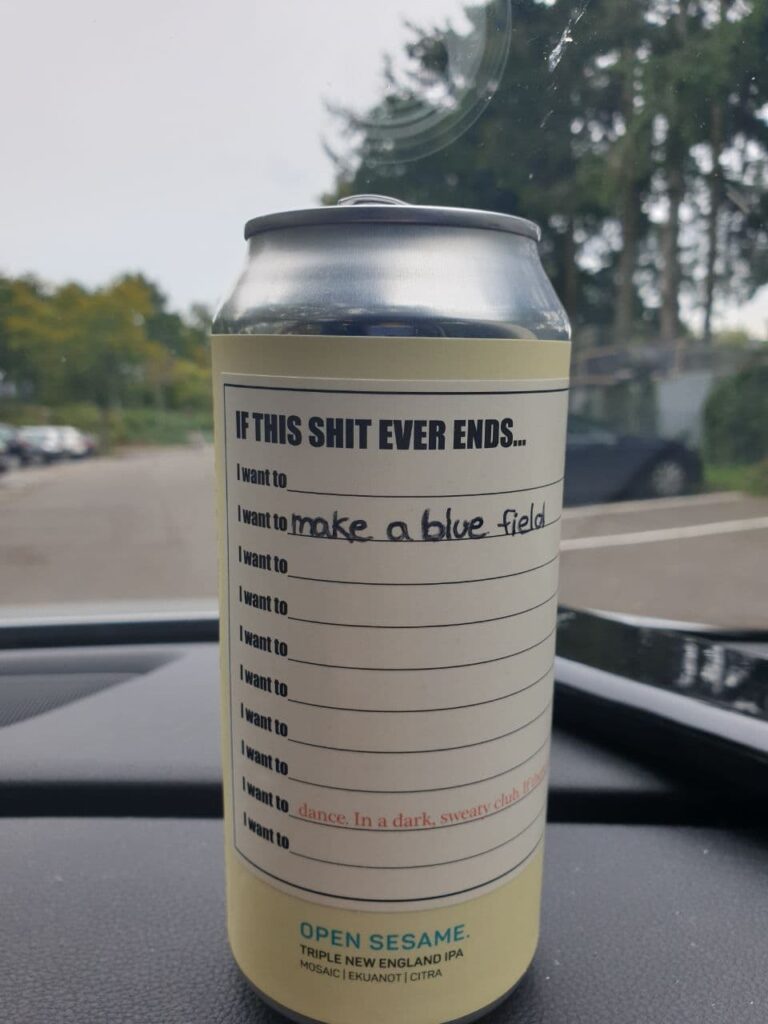 IF THIS SHIT EVER ENDS...
I want to
I want to make a blue field
I want to
I want to
I want to
I want to
I want to
I want to
I want to dance. In a dark, sweaty club. If
I want to
OPEN SESAME.
TRIPLE NEW ENGLAND IPA
MOSAIC | EKUANOT | CITRA